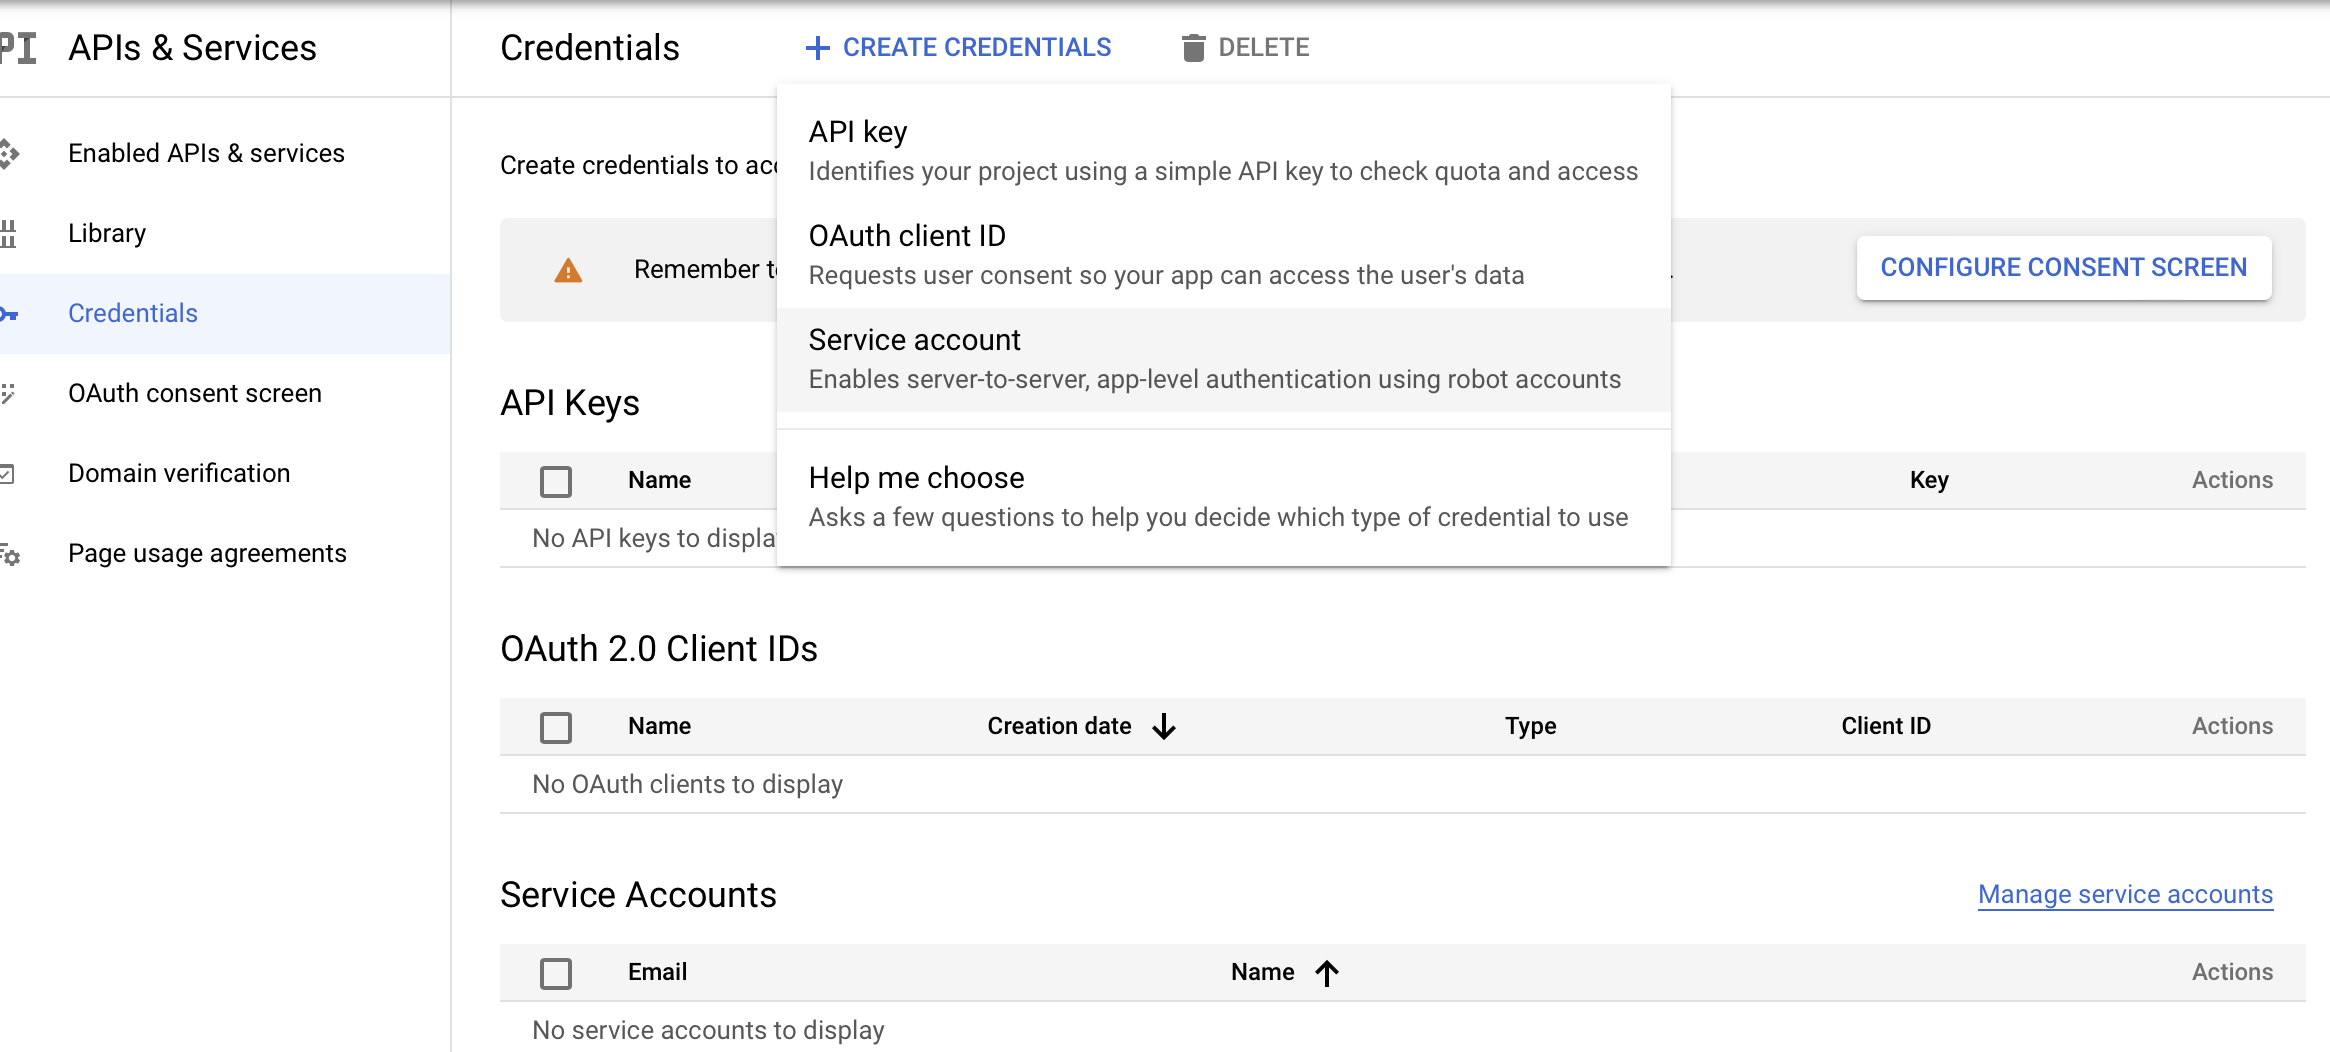 PI APIs & Services
Credentials
CREATE CREDENTIALS
DELETE
Enabled APIs & services
Library
Credentials
OAuth consent screen
Domain verification
Page usage agreements
Create credentials to acc
Remember to
CONFIGURE CONSENT SCREEN
API key
Identifies your project using a simple API key to check quota and access
OAuth client ID
Requests user consent so your app can access the user's data
Service account
Enables server-to-server, app-level authentication using robot accounts
Help me choose
Asks a few questions to help you decide which type of credential to use
API Keys
Name Key Actions
No API keys to displa
OAuth 2.0 Client IDs
Name Creation date Type Client ID Actions
No OAuth clients to display
Service Accounts
Manage service accounts
Email Name Actions
No service accounts to display